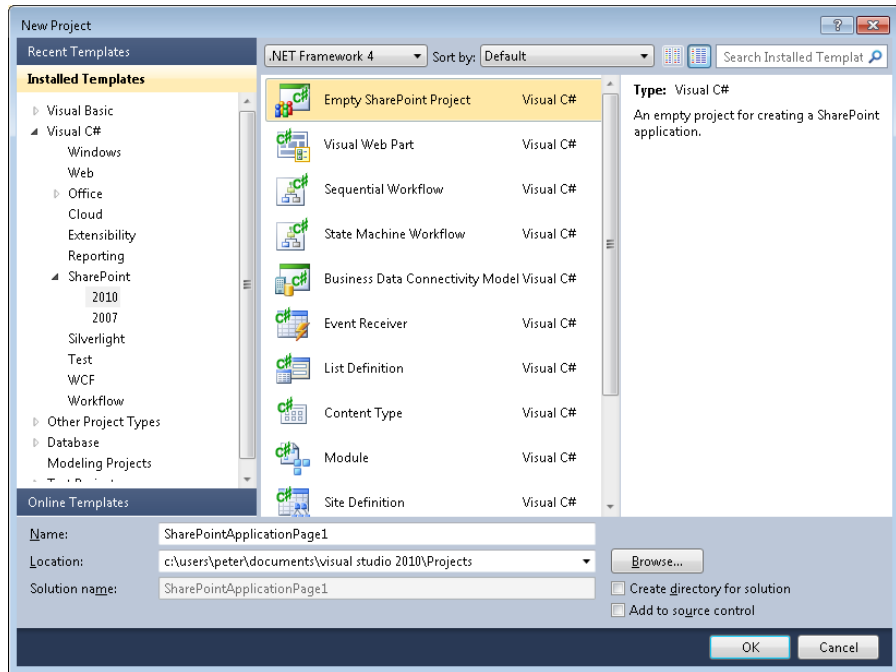 New Project
Recent Templates
Installed Templates
Visual Basic
Visual C#
Windows
Web
Office
Cloud
Extensibility
Reporting
SharePoint
2010
2007
Silverlight
Test
WCF
Workflow
Other Project Types
Database
Modeling Projects
Online Templates
.NET Framework 4 Sort by: Default Search Installed Templat
Empty SharePoint Project Visual C#
Visual Web Part Visual C#
Sequential Workflow Visual C#
State Machine Workflow Visual C#
Business Data Connectivity Model Visual C#
Event Receiver Visual C#
List Definition Visual C#
Content Type Visual C#
Module Visual C#
Site Definition Visual C#
Type: Visual C#
An empty project for creating a SharePoint
application.
Name: SharePointApplicationPage1
Location: c:\users\peter\documents\visual studio 2010\Projects Browse...
Solution name: SharePointApplicationPage1 Create directory for solution
Add to source control
OK Cancel